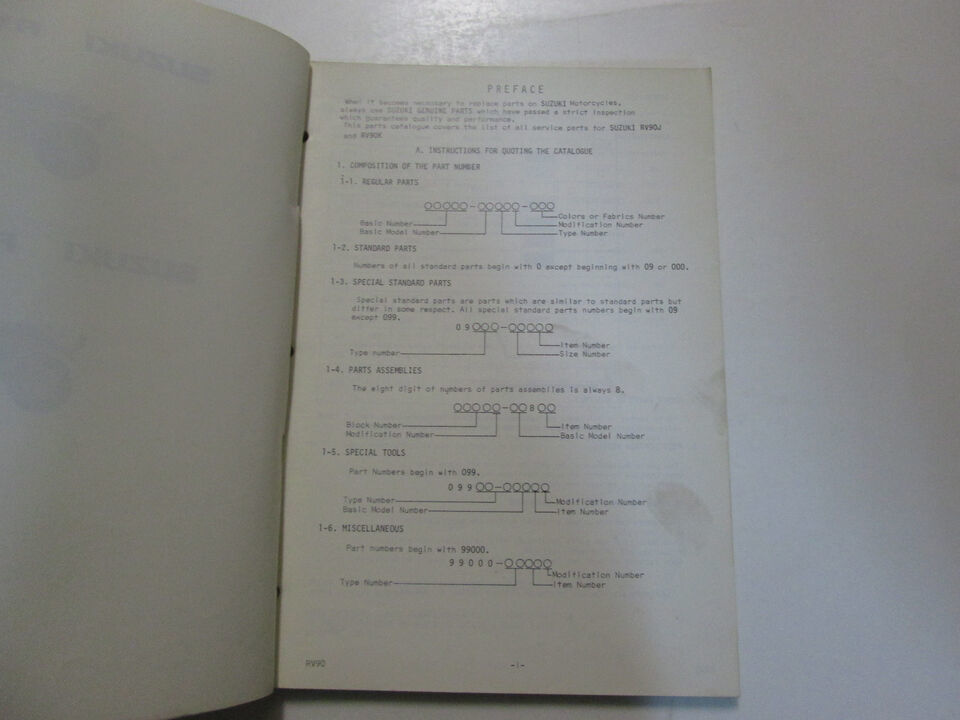 PREFACE
When it becomes necessary to replace parts on SUZUKI Motorcycles,
always use SUZUKI GENUINE PARTS which have passed a strict inspection
which guarantees quality and performance.
This parts catalogue covers the list of all service parts for SUZUKI RV90J
and RV90K
A. INSTRUCTIONS FOR QUOTING THE CATALOGUE
1. COMPOSITION OF THE PART NUMBER
1-1. REGULAR PARTS
○○○○○-○○○○○-○○○
Colors or Fabrics Number
Basic Number Modification Number
Basic Model Number Type Number
1-2. STANDARD PARTS
Numbers of all standard parts begin with 0 except beginning with 09 or 000.
1-3. SPECIAL STANDARD PARTS
Special standard parts are parts which are similar to standard parts but
differ in some respect. All special standard parts numbers begin with 09
except 099.
09○○○-○○○○○
Item Number
Type number Size Number
1-4. PARTS ASSEMBLIES
The eight digit of numbers of parts assemblies is always 8.
○○○○○-○○8○○
Block Number Item Number
Modification Number Basic Model Number
1-5. SPECIAL TOOLS
Part Numbers begin with 099.
099○○-○○○○○
Type Number Modification Number
Basic Model Number Item Number
1-6. MISCELLANEOUS
Part numbers begin with 99000.
99000-○○○○○
Modification Number
Type Number Item Number
RV90 -1-